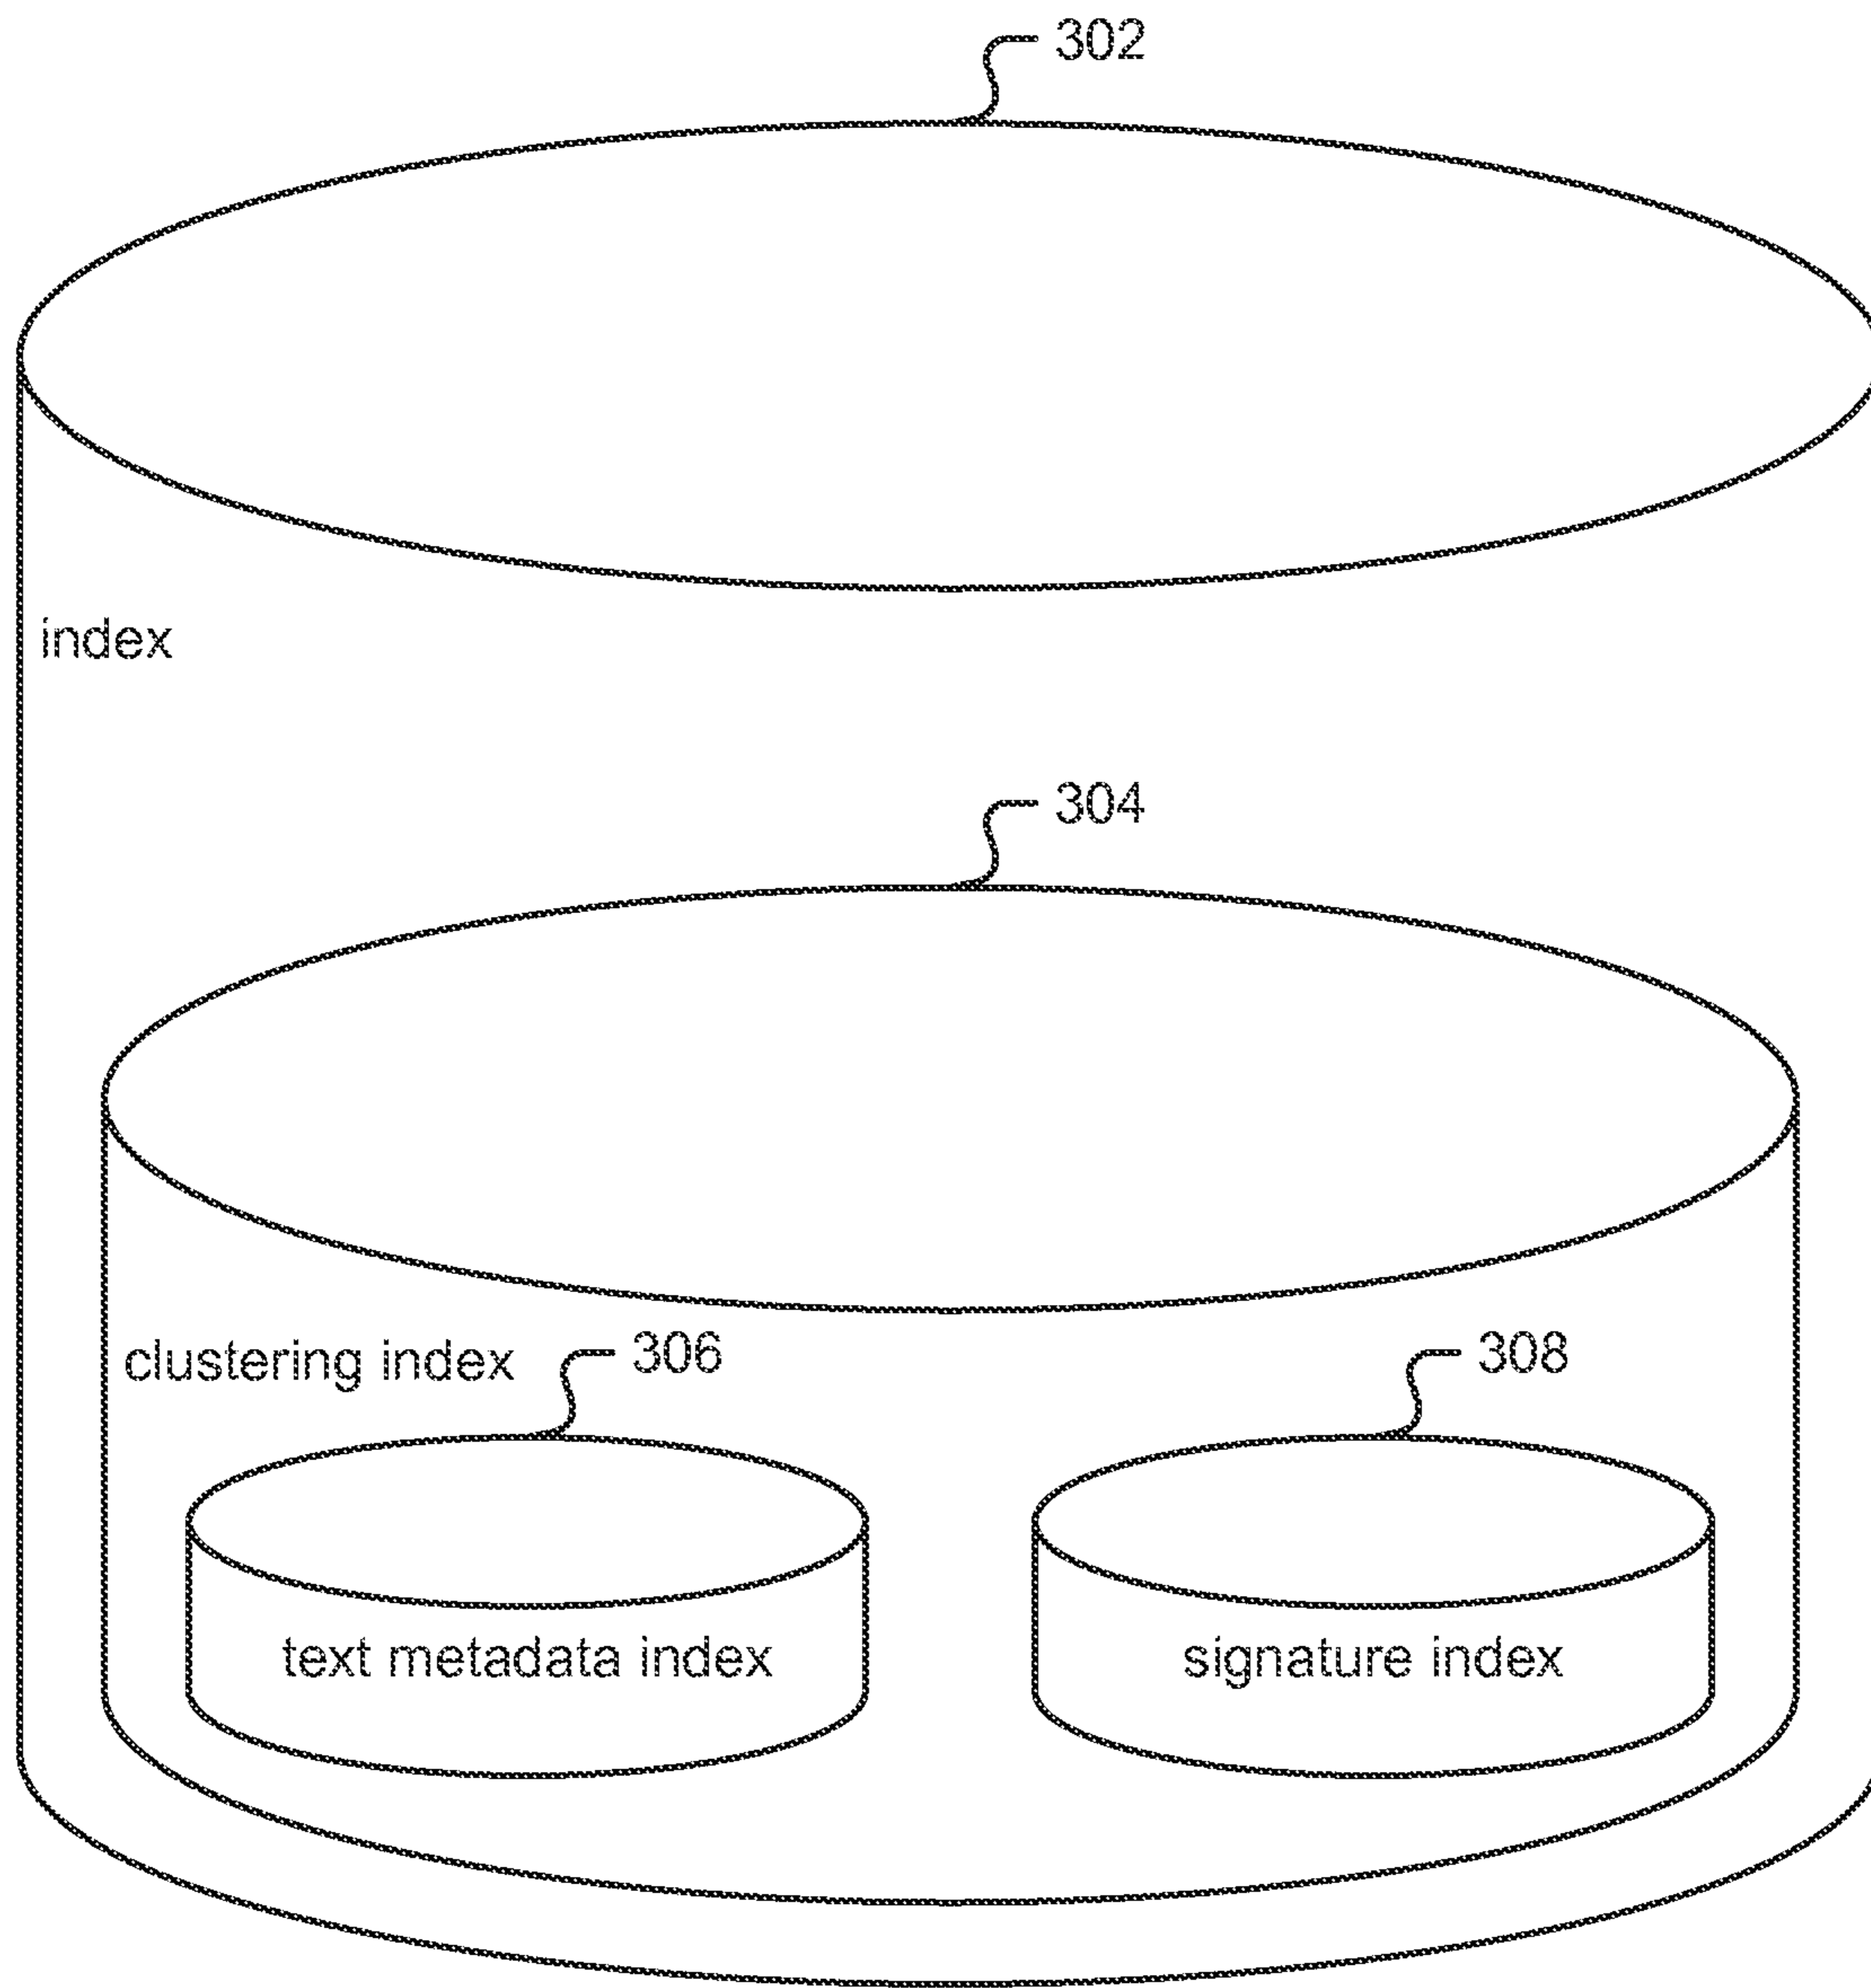 302
index
304
clustering index
306
308
text metadata index
signature index